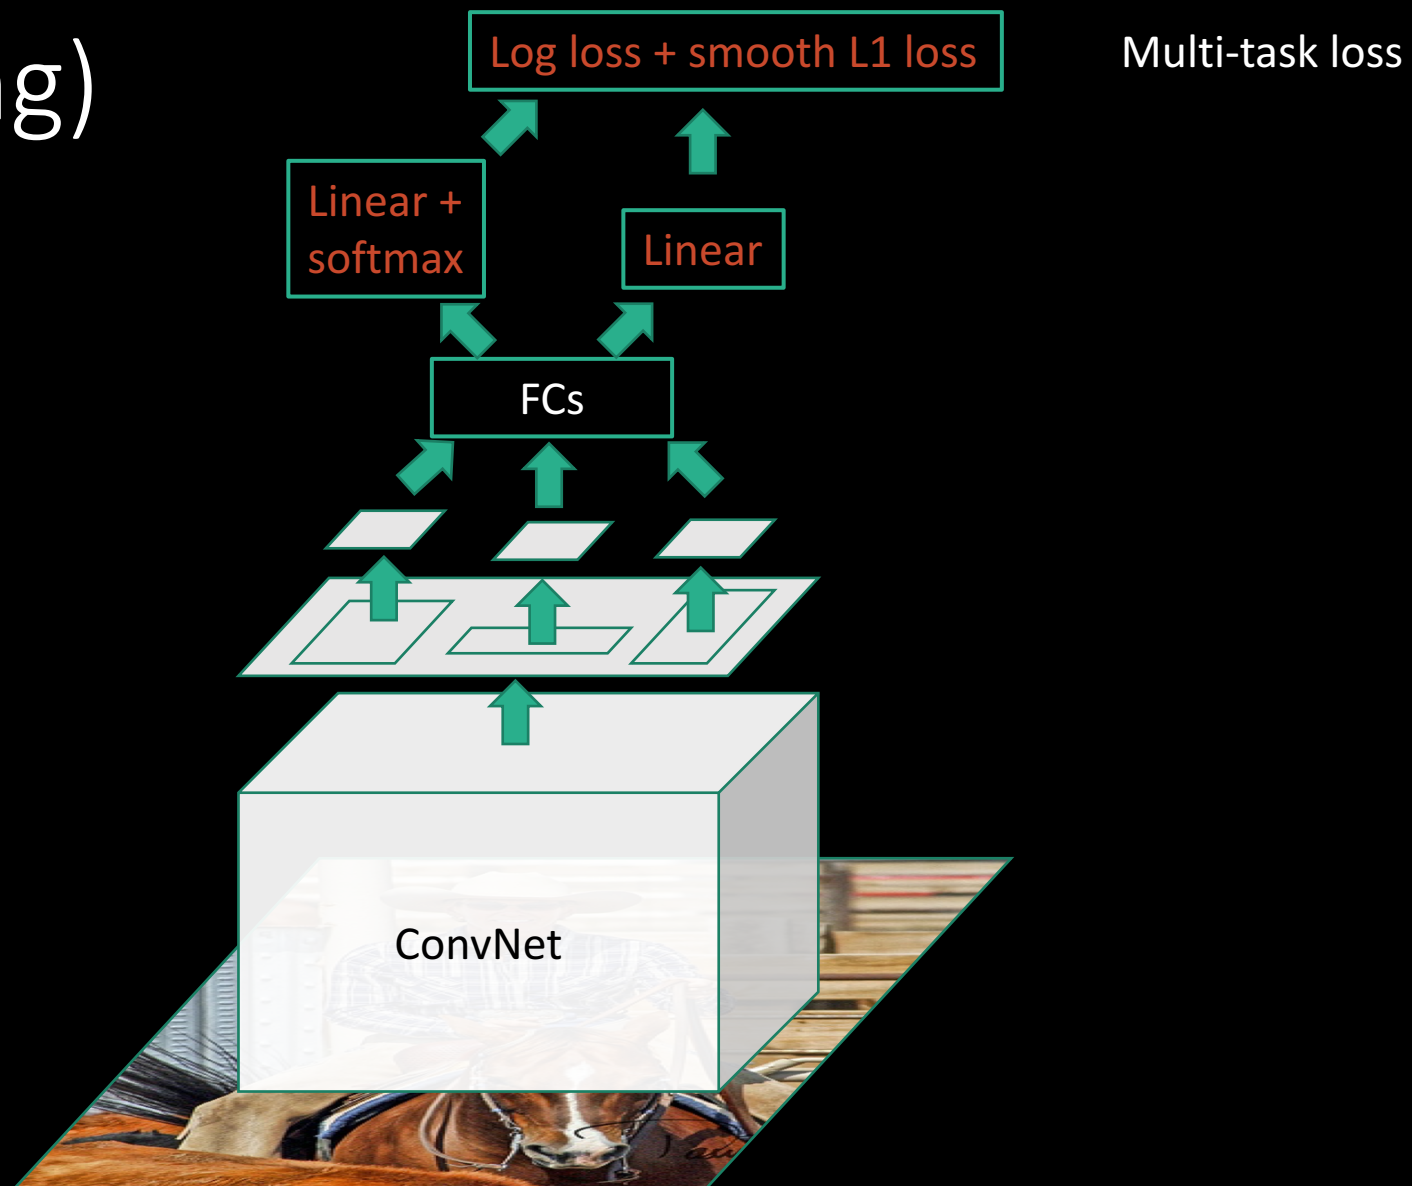 g)
Log loss + smooth L1 loss
Multi-task loss
Linear +
softmax
Linear
FCs
ConvNet